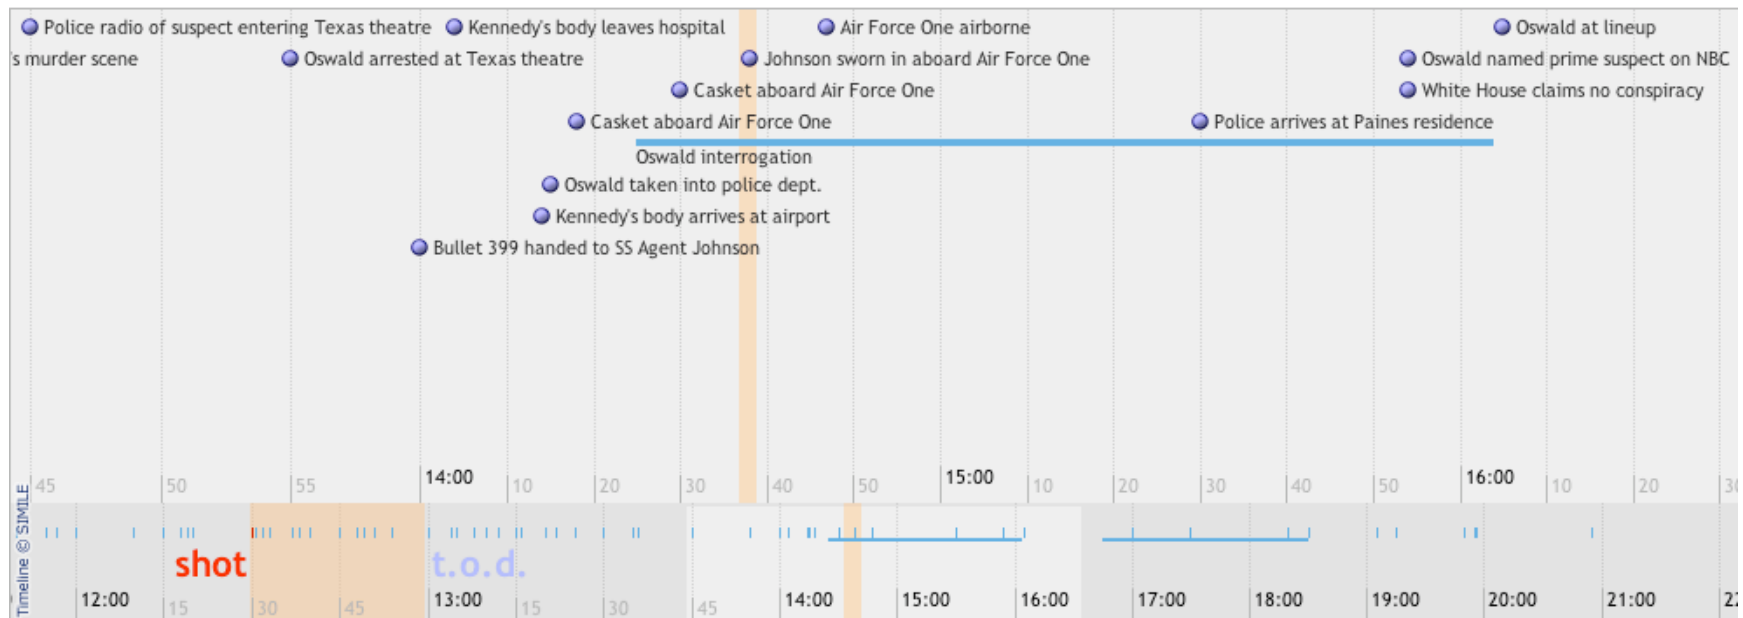 Police radio of suspect entering Texas theatre Kennedy's body leaves hospital Air Force One airborne Oswald at lineup
's murder scene Oswald arrested at Texas theatre Johnson sworn in aboard Air Force One Oswald named prime suspect on NBC
Casket aboard Air Force One White House claims no conspiracy
Casket aboard Air Force One Police arrives at Paines residence
Oswald interrogation
Oswald taken into police dept.
Kennedy's body arrives at airport
Bullet 399 handed to SS Agent Johnson
45 50 55 14:00 10 20 30 40 50 15:00 10 20 30 40 50 16:00 10 20 30
Timeline © SIMILE
shot t.o.d.
12:00 15 30 45 13:00 15 30 45 14:00 15:00 16:00 17:00 18:00 19:00 20:00 21:00 22